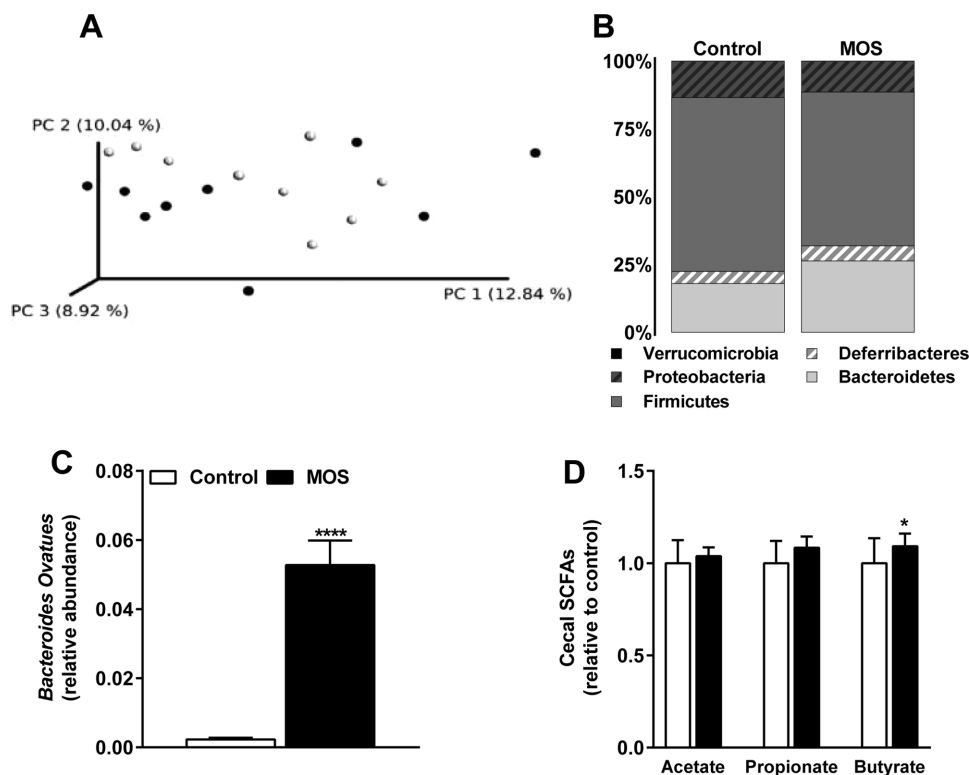 A
PC 2 (10.04 %)
PC 1 (12.84 %)
PC 3 (8.92 %)
B
Control MOS
100%
75%
50%
25%
0%
Verrucomicrobia Deferribacteres
Proteobacteria Bacteroidetes
Firmicutes
C
Bacteroides Ovatues
(relative abundance)
0.08
0.06
0.04
0.02
0.00
Control MOS
****
D
Cecal SCFAs
(relative to control)
1.5
1.0
0.5
0.0
*
Acetate Propionate Butyrate